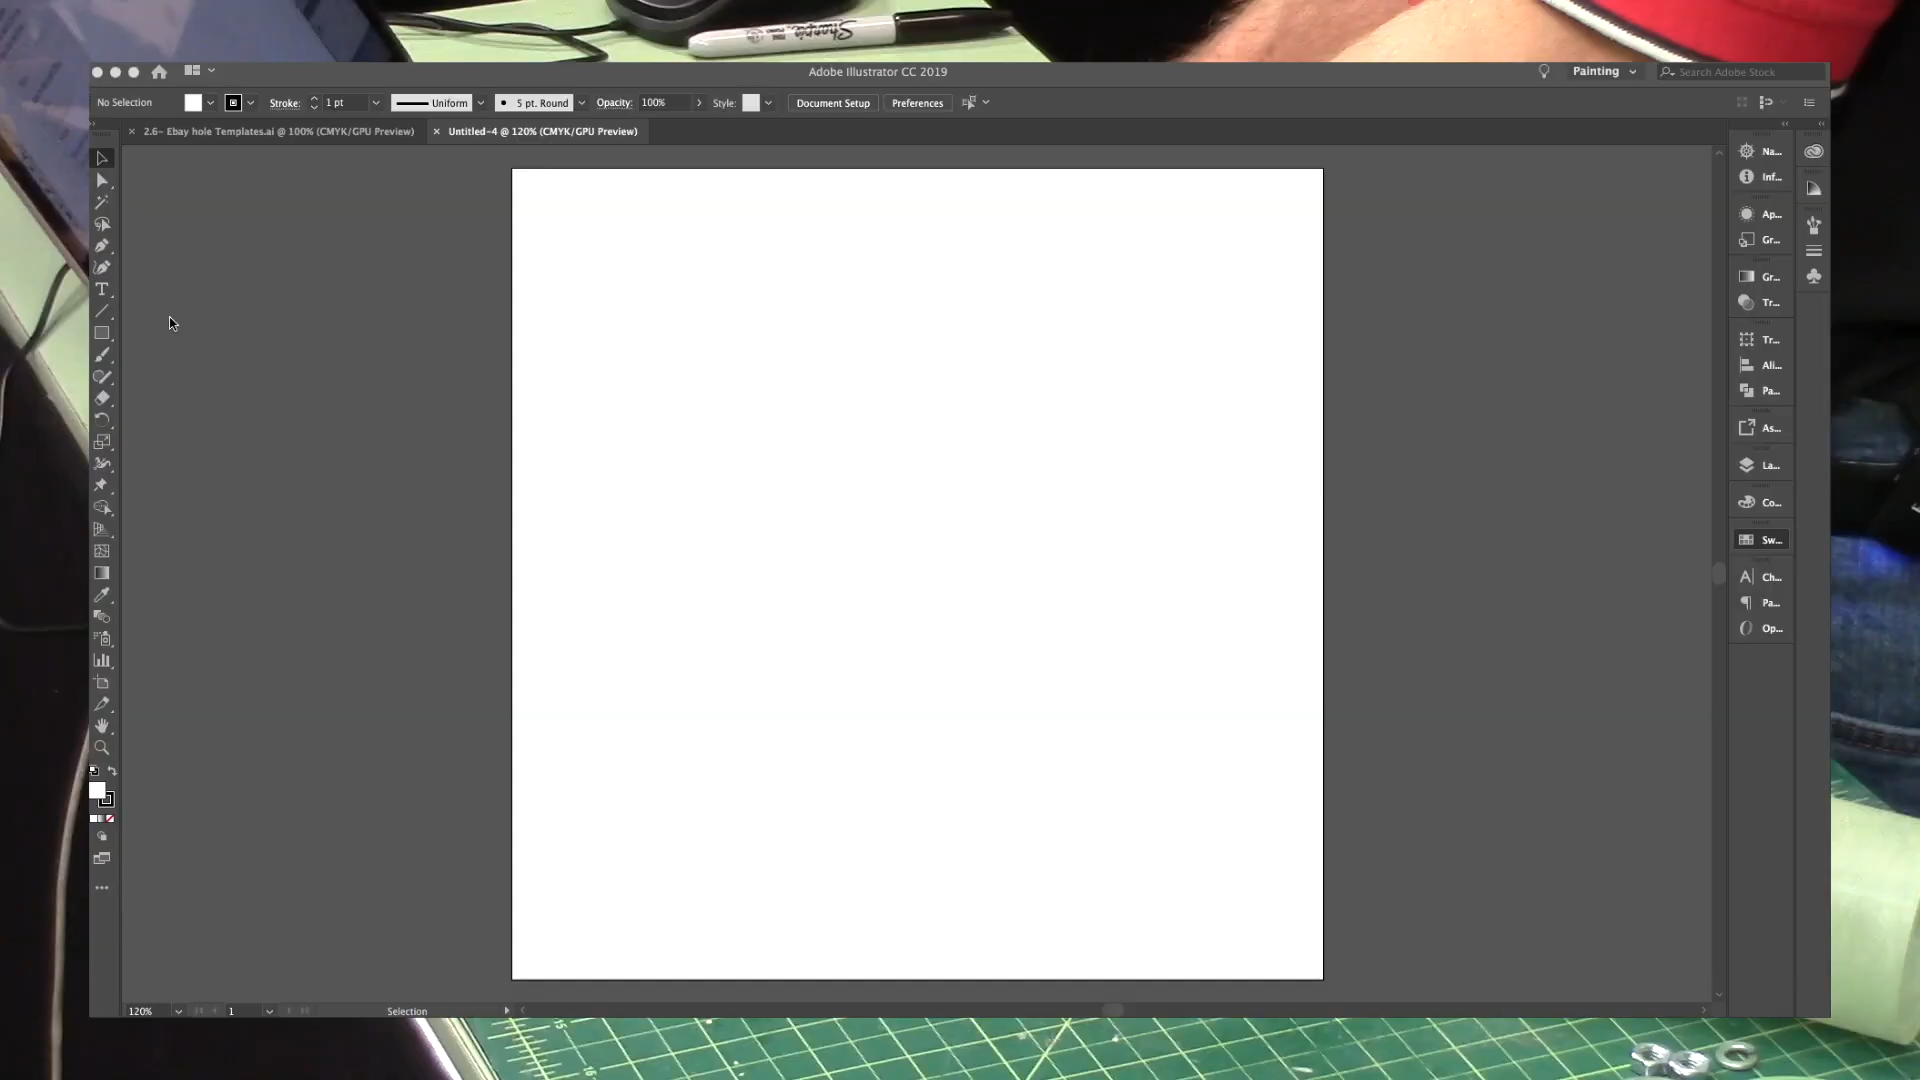 Sharpie
Adobe Illustrator CC 2019
Painting
Search Adobe Stock
No Selection
Stroke:
1 pt
Uniform
5 pt. Round
Opacity:
100%
Style:
Document Setup
Preferences
2.6- Ebay hole Templates.ai @ 100% (CMYK/GPU Preview)
Untitled-4 @ 120% (CMYK/GPU Preview)
Na...
Inf...
Ap...
Gr...
Gr...
Tr...
Tr...
Ali...
Pa...
As...
La...
Co...
Sw...
Ch...
Pa...
Op...
120%
1
Selection
15
16